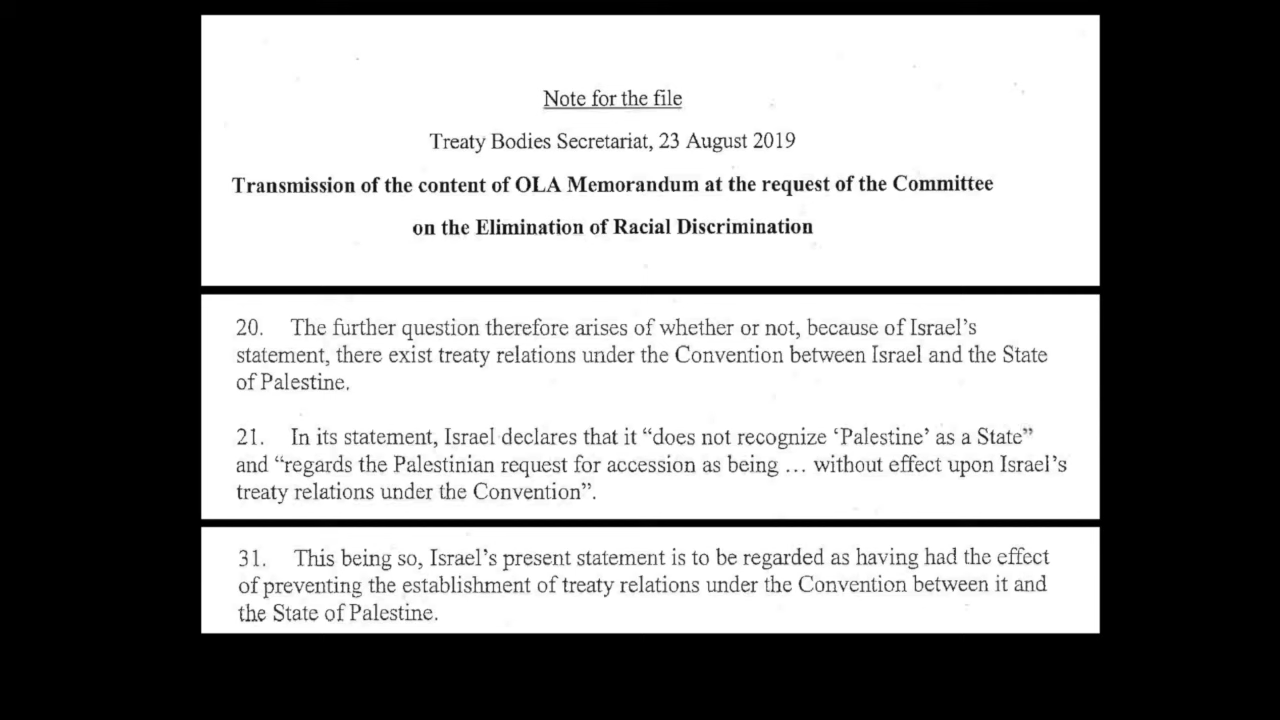 Note for the file
Treaty Bodies Secretariat, 23 August 2019
Transmission of the content of OLA Memorandum at the request of the Committee
on the Elimination of Racial Discrimination
20. The further question therefore arises of whether or not, because of Israel's
statement, there exist treaty relations under the Convention between Israel and the State
of Palestine.
21. In its statement, Israel declares that it “does not recognize ‘Palestine’ as a State”
and “regards the Palestinian request for accession as being … without effect upon Israel’s
treaty relations under the Convention”.
31. This being so, Israel’s present statement is to be regarded as having had the effect
of preventing the establishment of treaty relations under the Convention between it and
the State of Palestine.